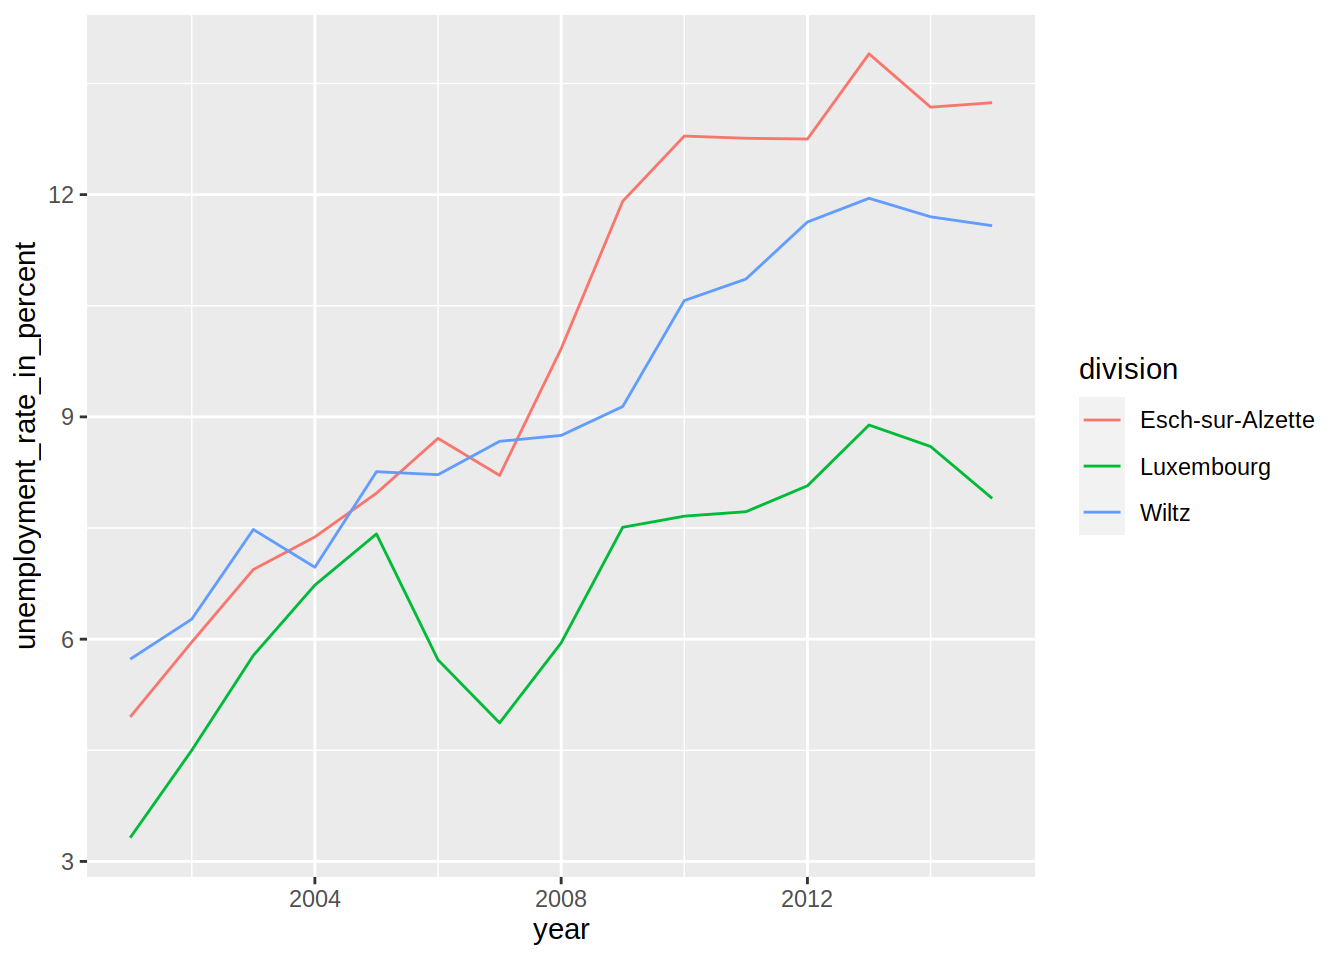 unemployment_rate_in_percent
12
9
6
3
2004
2008
2012
year
division
Esch-sur-Alzette
Luxembourg
Wiltz